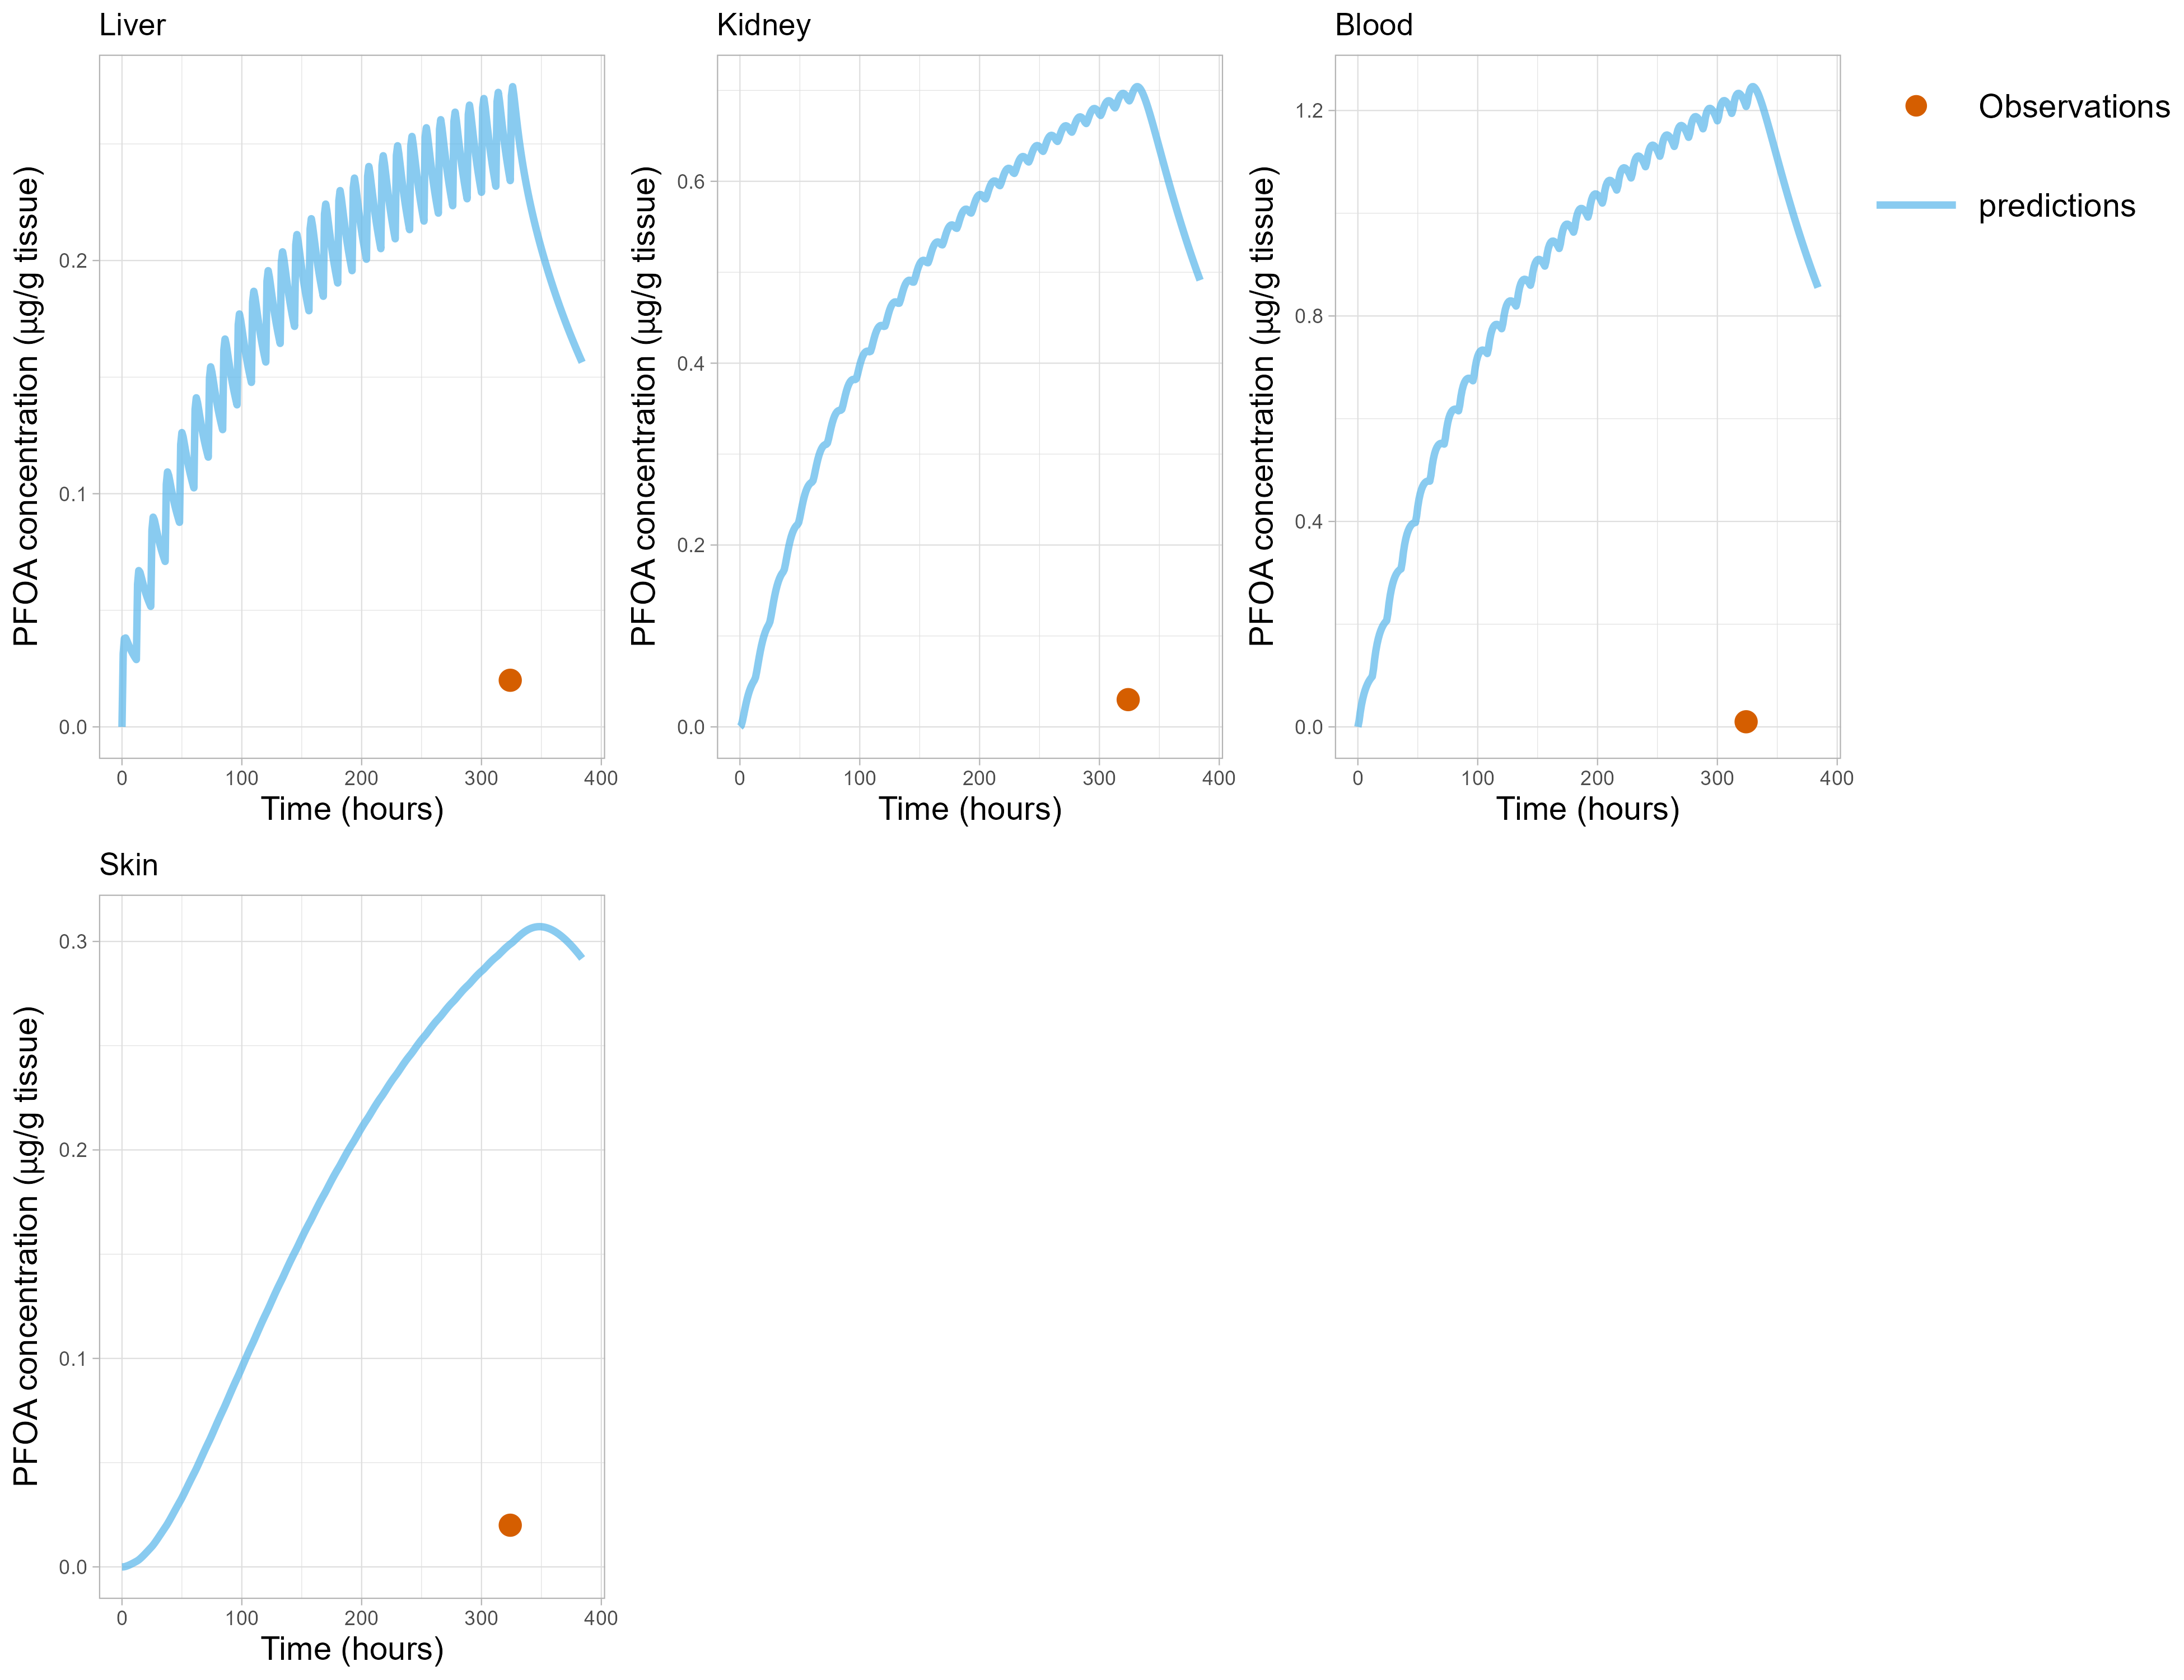 Liver
PFOA concentration (µg/g tissue)
0.2
0.1
0.0
0 100 200 300 400
Time (hours)
Kidney
PFOA concentration (µg/g tissue)
0.6
0.4
0.2
0.0
0 100 200 300 400
Time (hours)
Blood
PFOA concentration (µg/g tissue)
1.2
0.8
0.4
0.0
0 100 200 300 400
Time (hours)
Observations
predictions
Skin
PFOA concentration (µg/g tissue)
0.3
0.2
0.1
0.0
0 100 200 300 400
Time (hours)